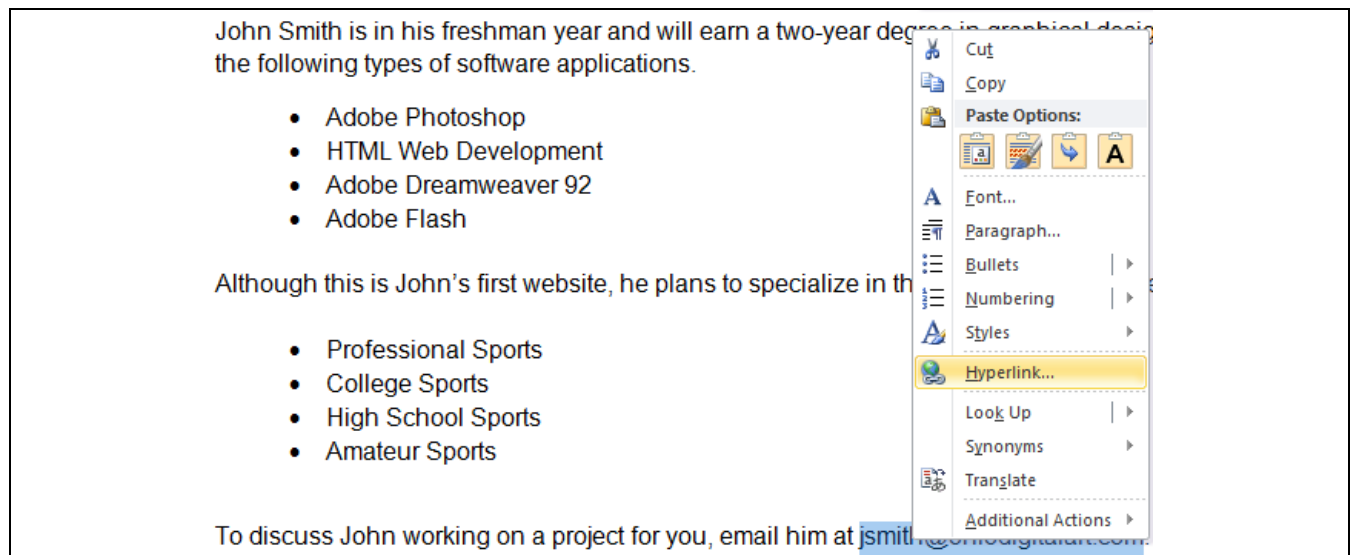 John Smith is in his freshman year and will earn a two-year degree in graphical desig
the following types of software applications.
• Adobe Photoshop
• HTML Web Development
• Adobe Dreamweaver 92
• Adobe Flash
Although this is John’s first website, he plans to specialize in th
• Professional Sports
• College Sports
• High School Sports
• Amateur Sports
To discuss John working on a project for you, email him at jsmith@ohiodigitalart.com.
Cut
Copy
Paste Options:
a A
Font...
Paragraph...
Bullets
Numbering
Styles
Hyperlink...
Look Up
Synonyms
Translate
Additional Actions